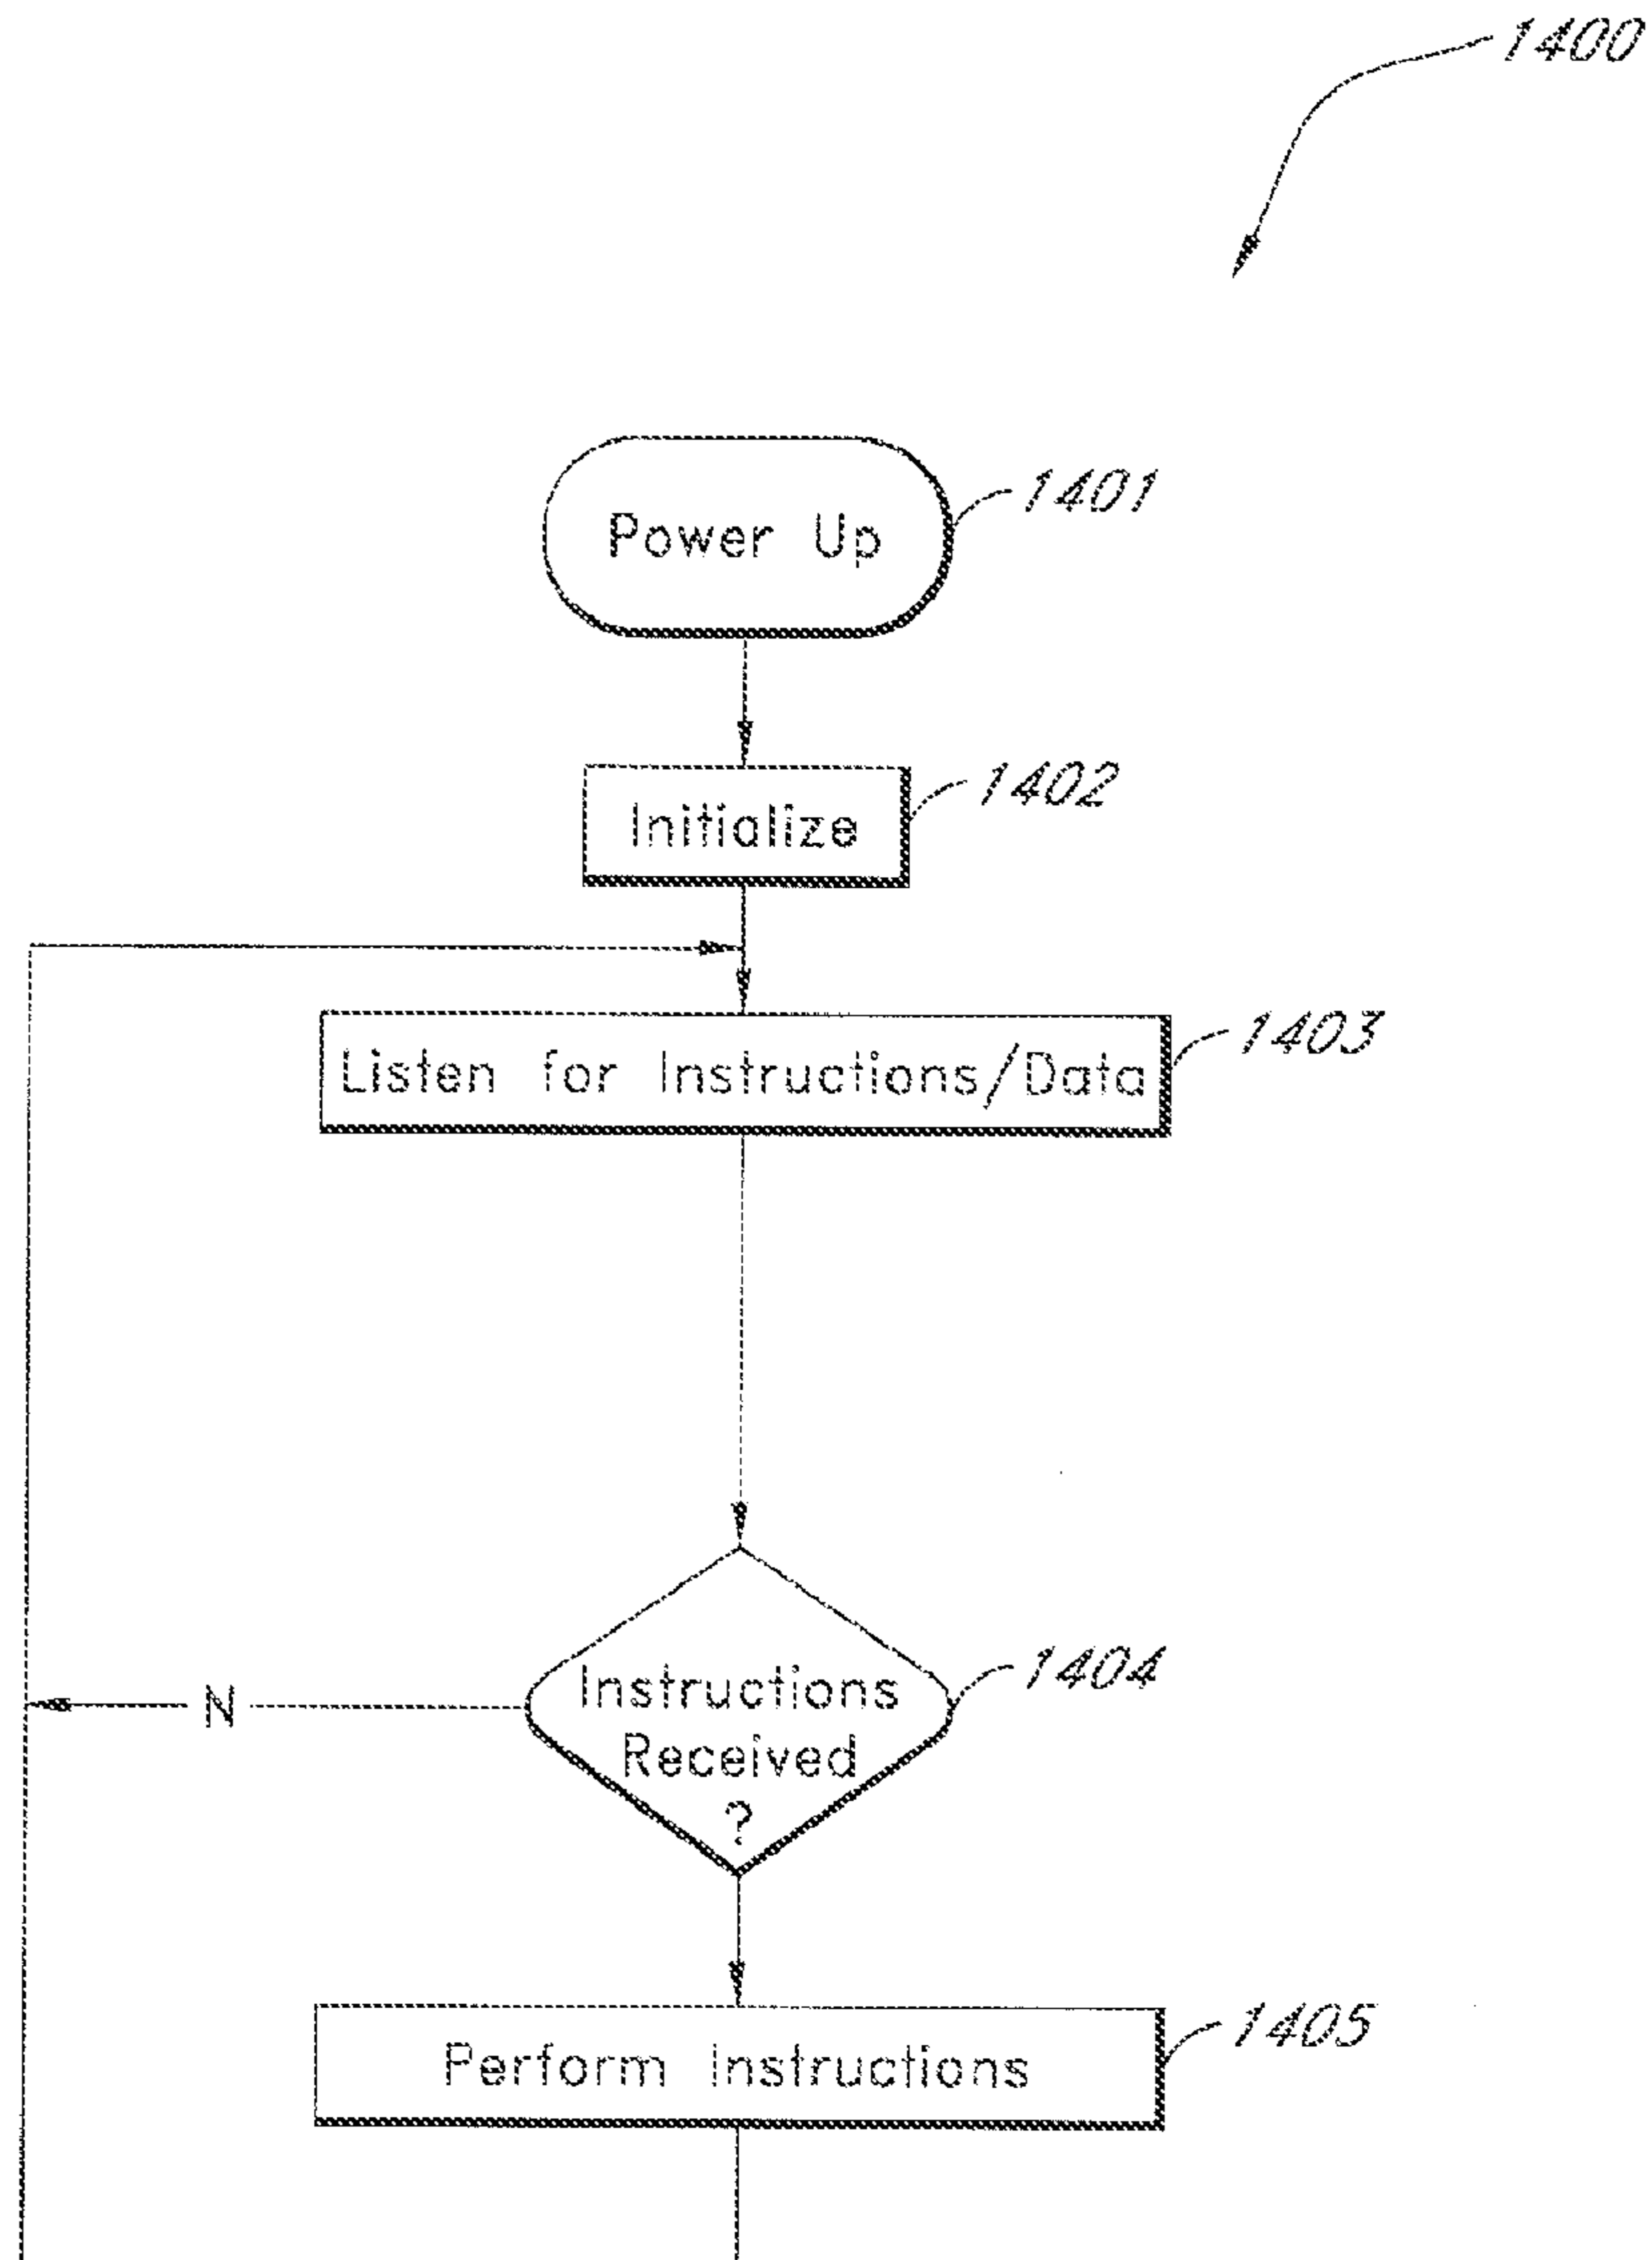 1400
Power Up
1401
Initialize
1402
Listen for Instructions/Data
1403
Instructions
Received
?
1404
N
Perform Instructions
1405